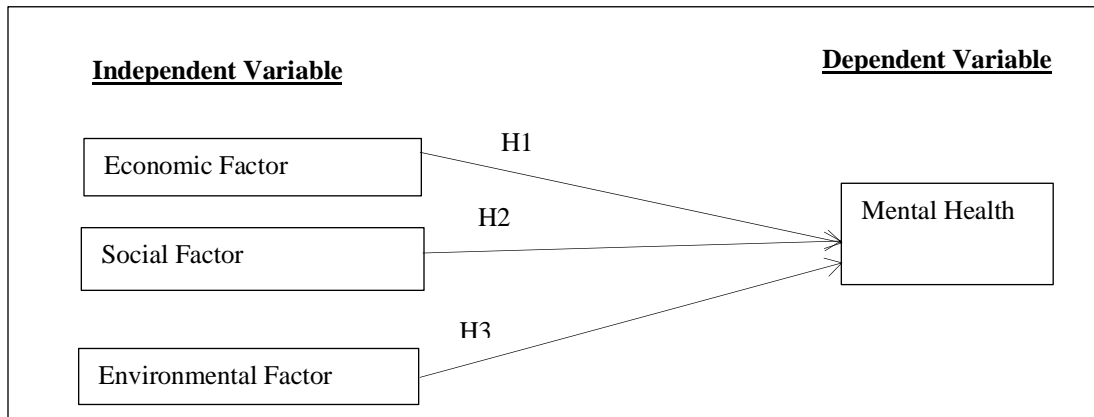 Independent Variable
Dependent Variable
Economic Factor
H1
Social Factor
H2
Environmental Factor
H3
Mental Health